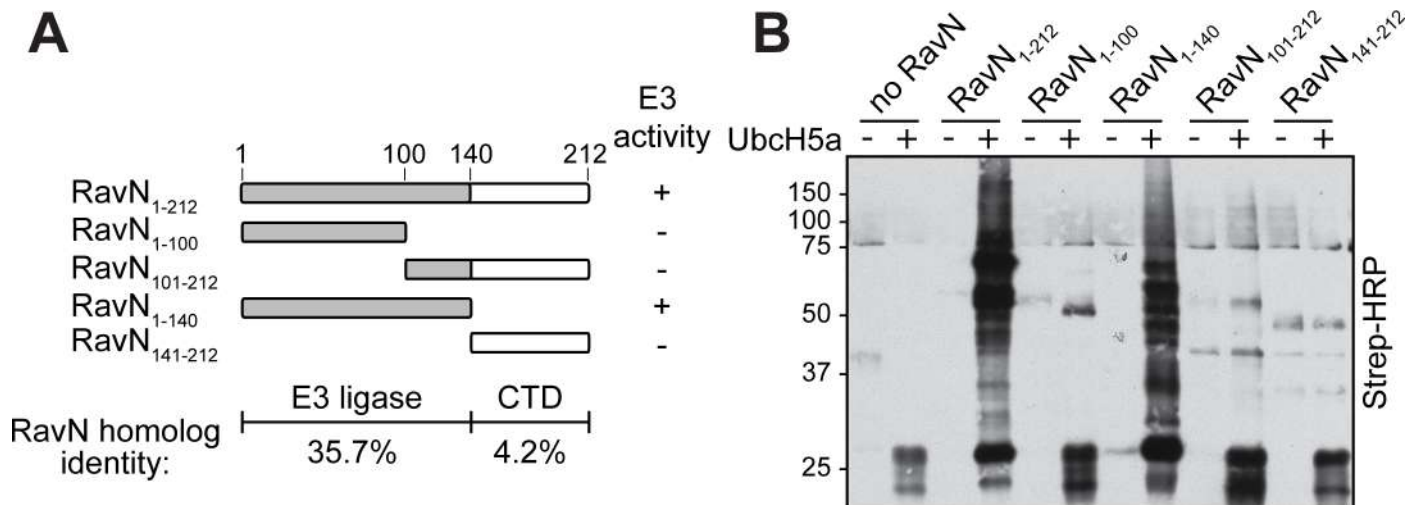 A
E3
activity
1 100 140 212
RavN1-212 +
RavN1-100 -
RavN101-212 -
RavN1-140 +
RavN141-212 -
E3 ligase CTD
RavN homolog
identity: 35.7% 4.2%
B
no RavN RavN1-212 RavN1-100 RavN1-140 RavN101-212 RavN141-212
UbcH5a - + - + - + - + - + - +
150
100
75
50
37
25
Strep-HRP